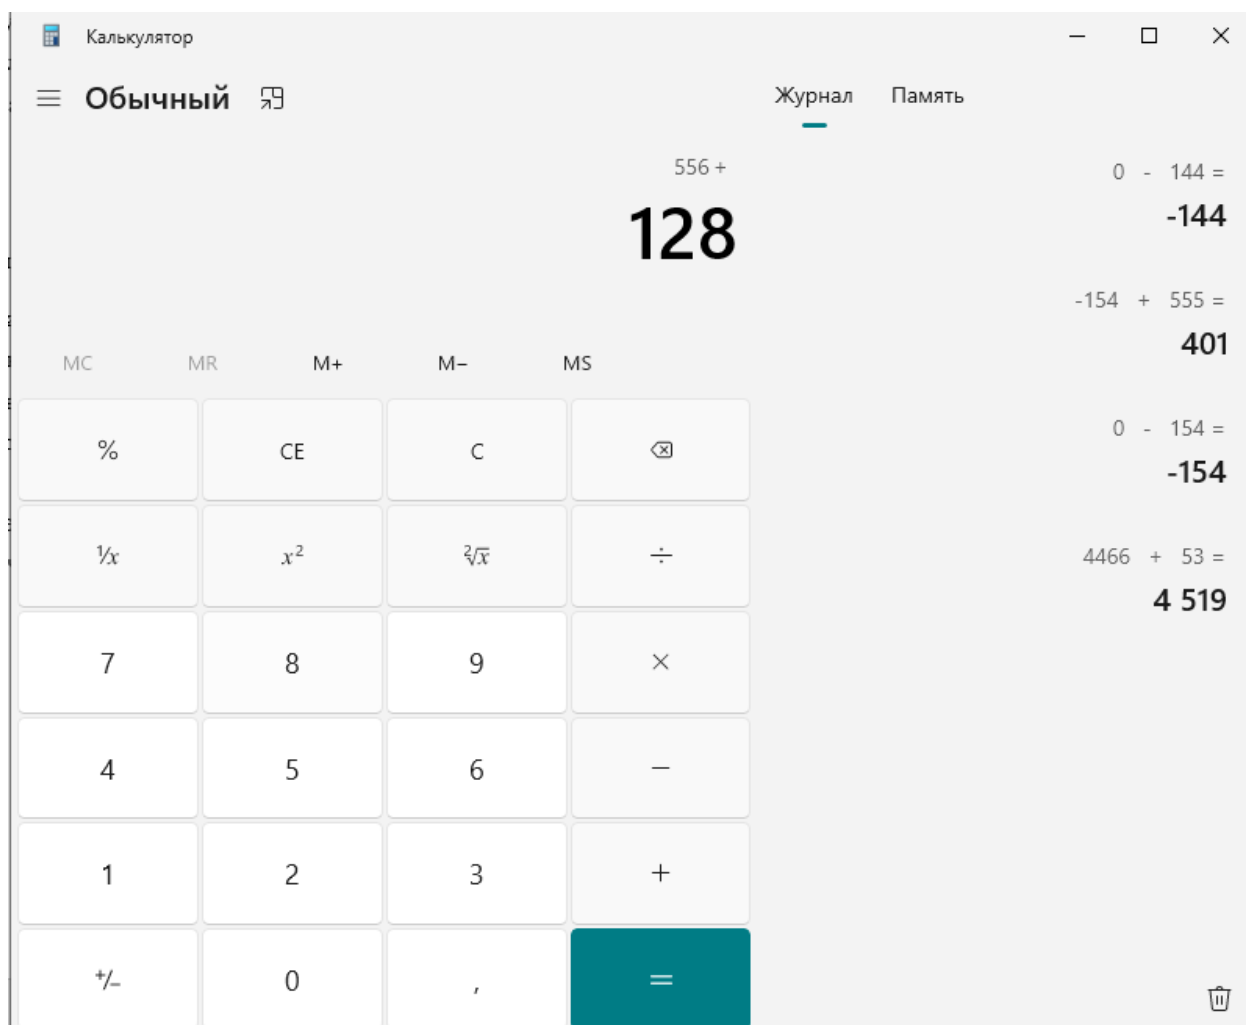 Калькулятор
Обычный
Журнал Память
556 +
128
0 - 144 =
-144
-154 + 555 =
401
0 - 154 =
-154
4466 + 53 =
4 519
MC MR M+ M− MS
% CE C
¹/x x² ²√x ÷
7 8 9 ×
4 5 6 −
1 2 3 +
+/− 0 , =